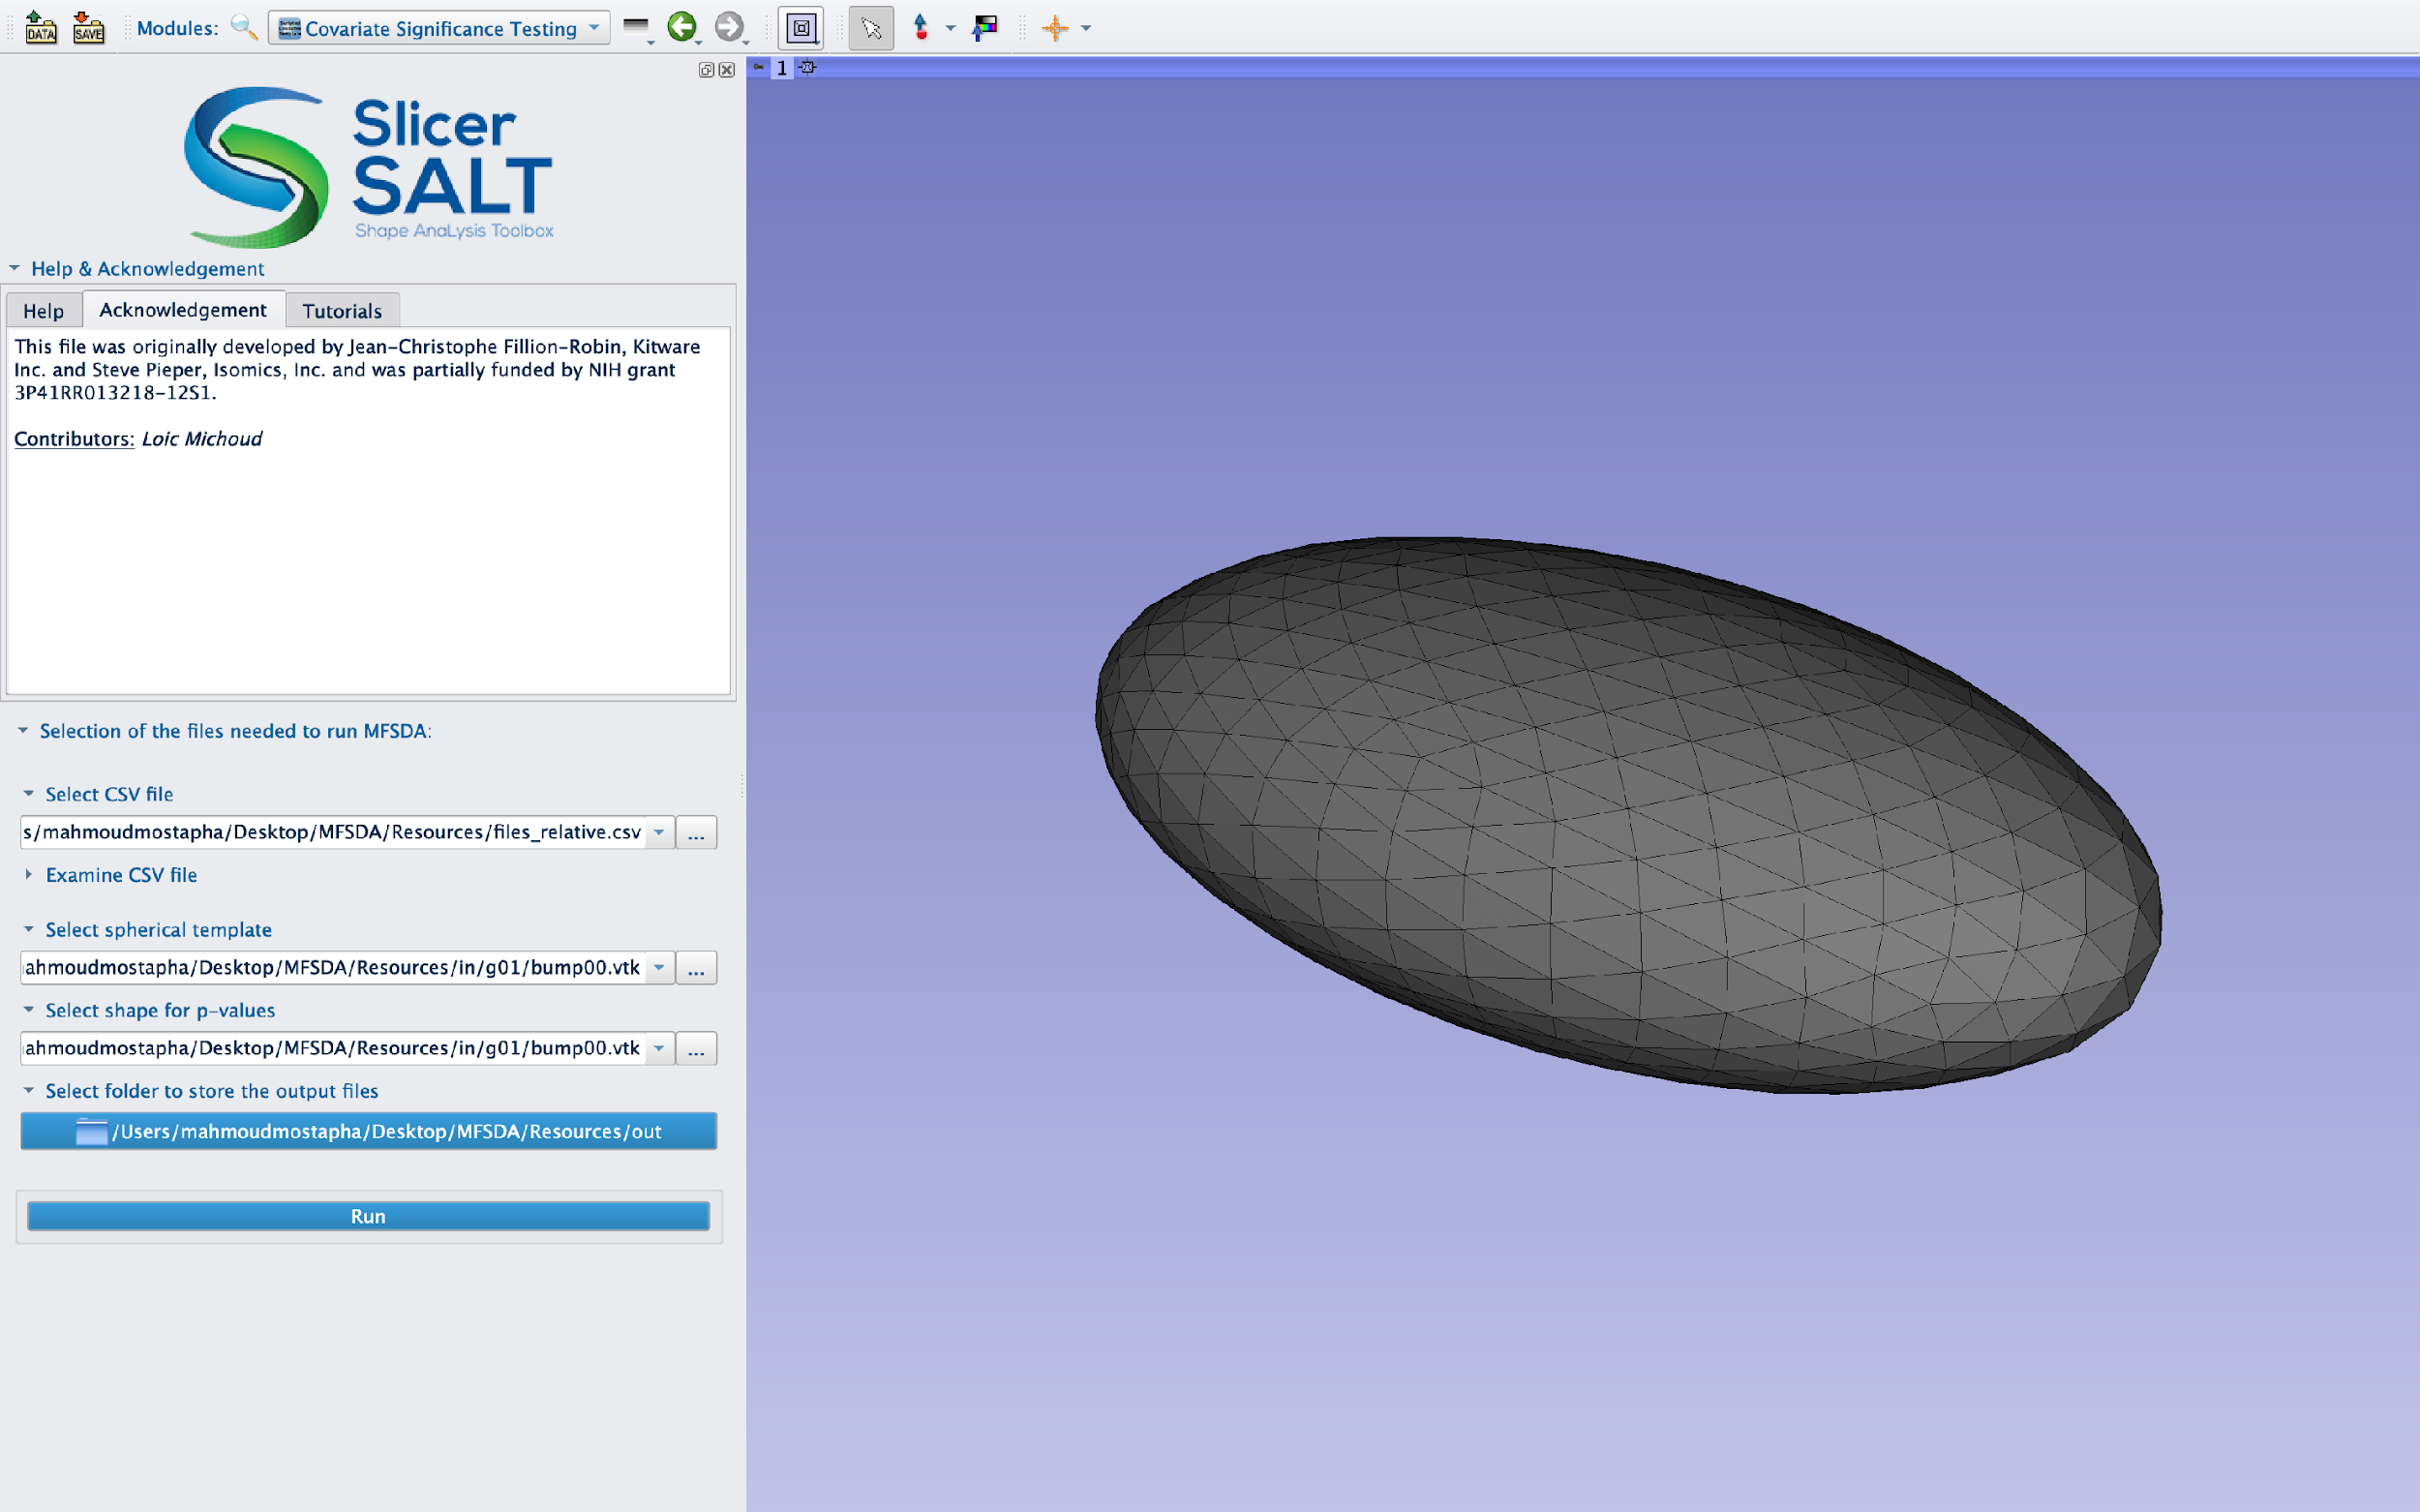 DATA
SAVE
Modules:
Covariate Significance Testing
1
Slicer
SALT
Shape AnaLysis Toolbox
Help & Acknowledgement
Help
Acknowledgement
Tutorials
This file was originally developed by Jean-Christophe Fillion-Robin, Kitware
Inc. and Steve Pieper, Isomics, Inc. and was partially funded by NIH grant
3P41RR013218-12S1.
Contributors: Loic Michoud
Selection of the files needed to run MFSDA:
Select CSV file
s/mahmoudmostapha/Desktop/MFSDA/Resources/files_relative.csv
...
Examine CSV file
Select spherical template
ahmoudmostapha/Desktop/MFSDA/Resources/in/g01/bump00.vtk
...
Select shape for p-values
ahmoudmostapha/Desktop/MFSDA/Resources/in/g01/bump00.vtk
...
Select folder to store the output files
/Users/mahmoudmostapha/Desktop/MFSDA/Resources/out
Run